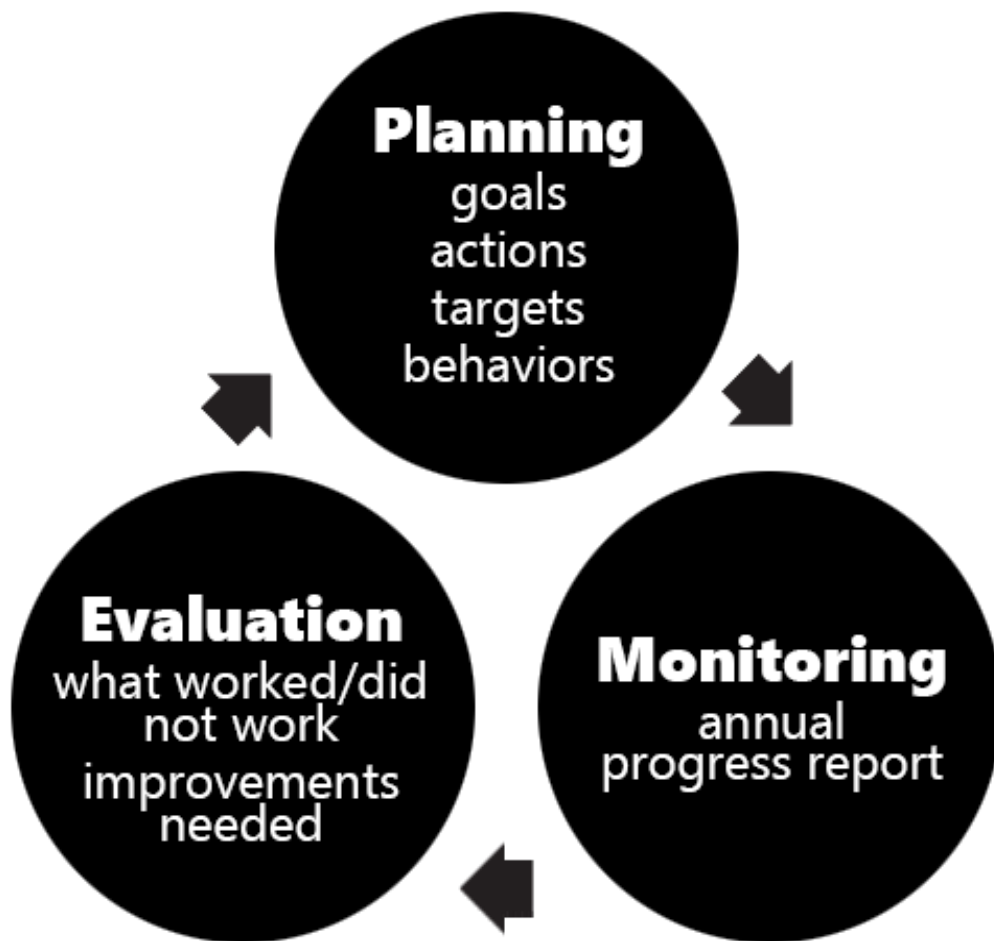 Planning
goals
actions
targets
behaviors
Evaluation
what worked/did
not work
improvements
needed
Monitoring
annual
progress report